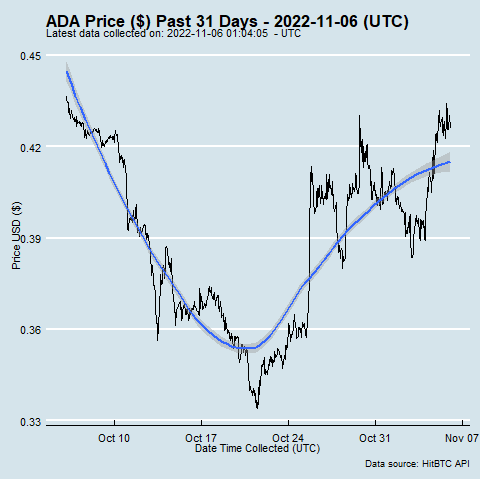 ADA Price ($) Past 31 Days - 2022-11-06 (UTC)
Latest data collected on: 2022-11-06 01:04:05 - UTC
0.45
0.42
0.39
0.36
0.33
Price USD ($)
Oct 10 Oct 17 Oct 24 Oct 31 Nov 07
Date Time Collected (UTC)
Data source: HitBTC API